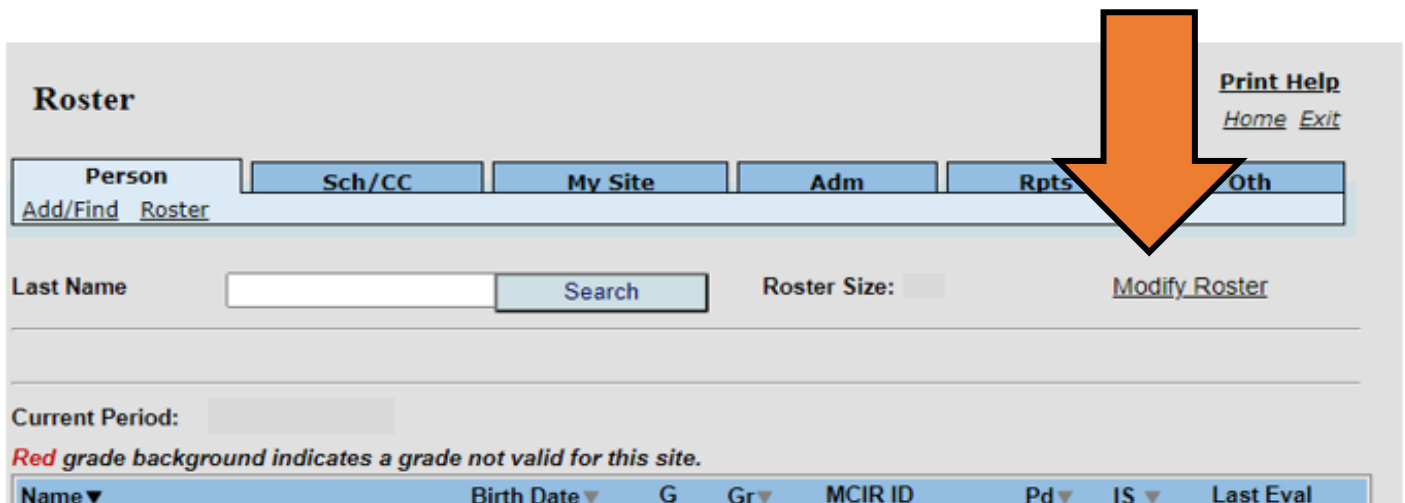 Roster
Print Help
Home Exit
Person Sch/CC My Site Adm Rpts Oth
Add/Find Roster
Last Name Search Roster Size: Modify Roster
Current Period:
Red grade background indicates a grade not valid for this site.
Name▼ Birth Date▼ G Gr▼ MCIR ID Pd▼ IS ▼ Last Eval